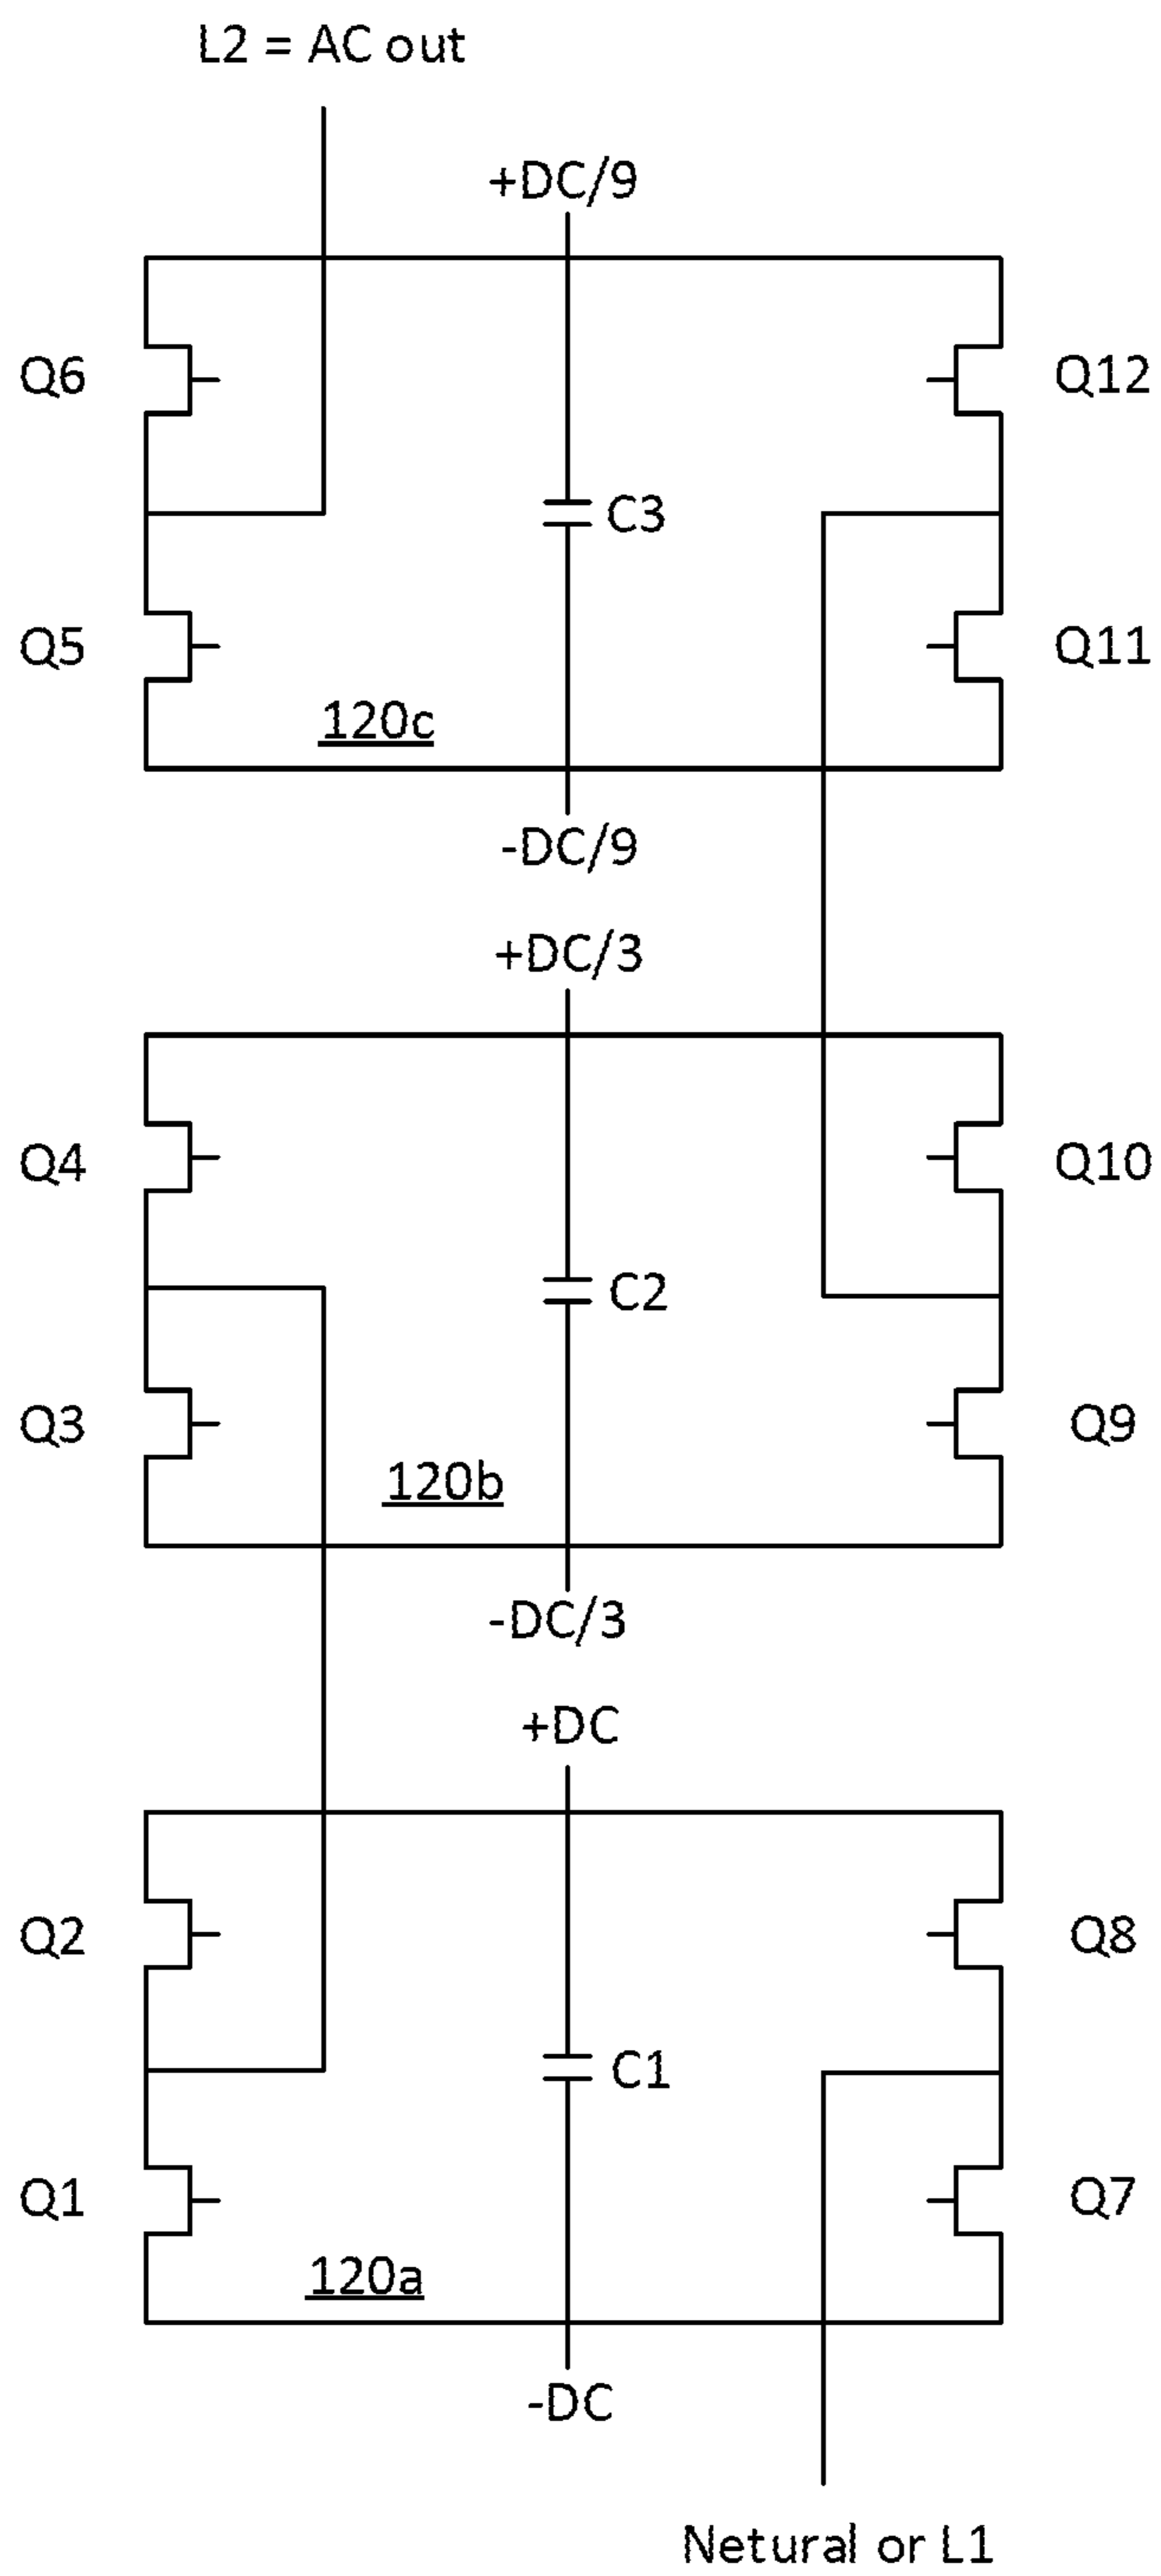 L2 = AC out
+DC/9
Q6
Q12
C3
Q5
Q11
120c
-DC/9
+DC/3
Q4
Q10
C2
Q3
Q9
120b
-DC/3
+DC
Q2
Q8
C1
Q1
Q7
120a
-DC
Netural or L1